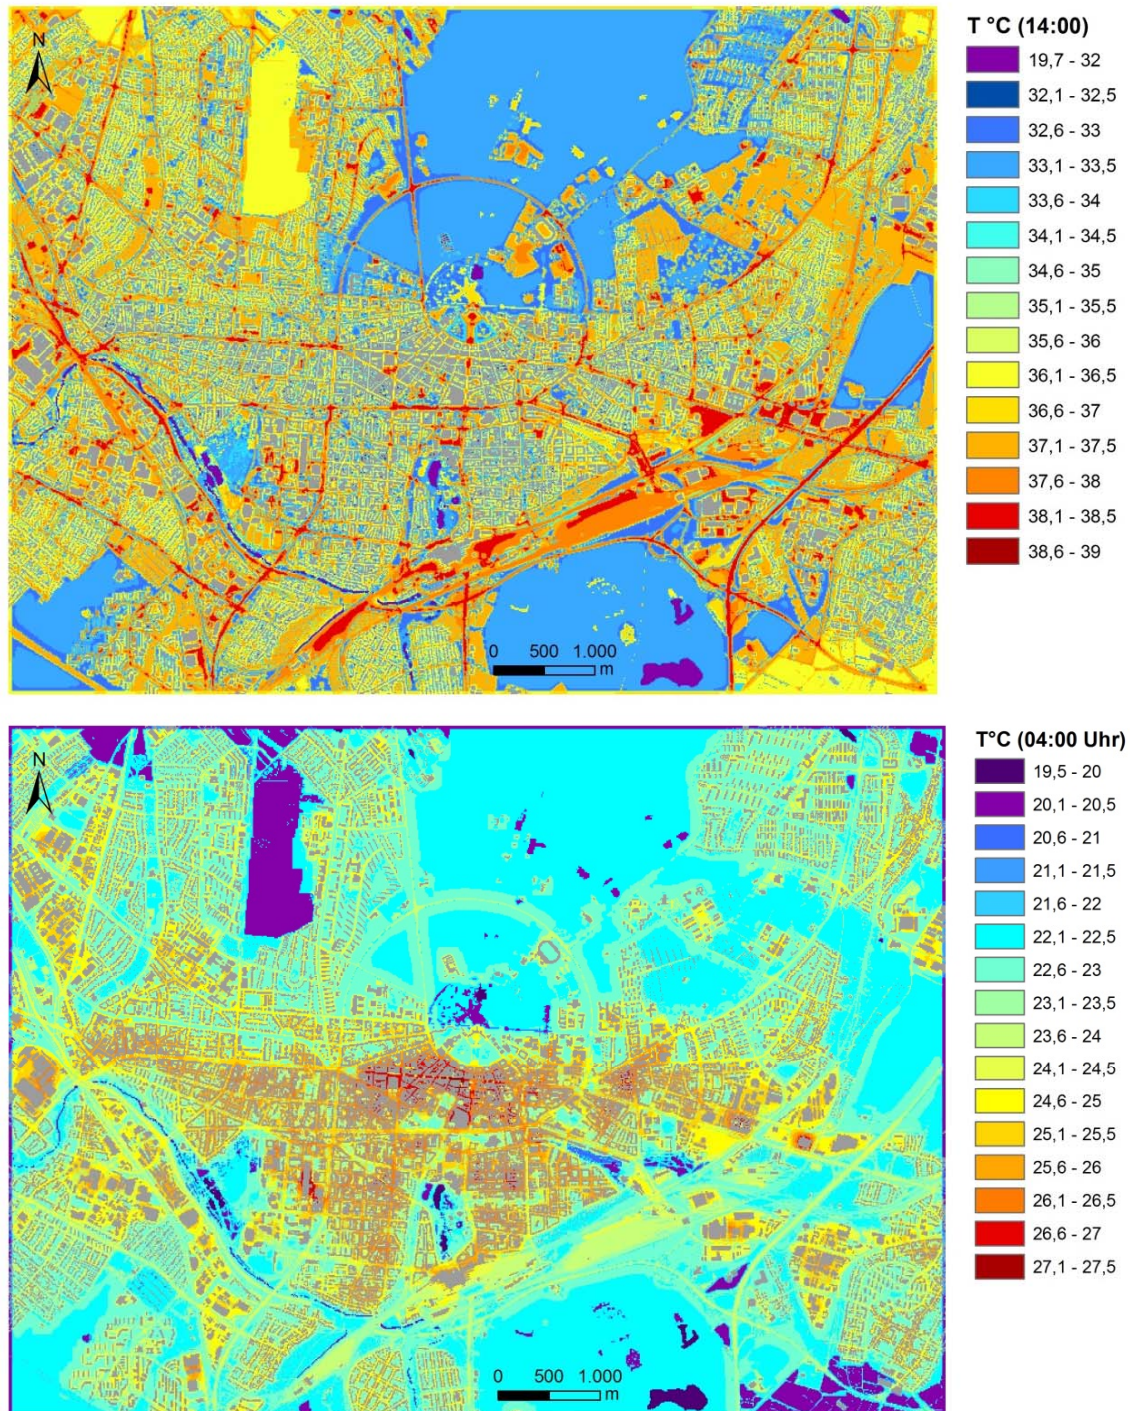 T °C (14:00)
N
19,7 - 32
32,1 - 32,5
32,6 - 33
33,1 - 33,5
33,6 - 34
34,1 - 34,5
34,6 - 35
35,1 - 35,5
35,6 - 36
36,1 - 36,5
36,6 - 37
37,1 - 37,5
37,6 - 38
38,1 - 38,5
38,6 - 39
0 500 1.000
m
T°C (04:00 Uhr)
N
19,5 - 20
20,1 - 20,5
20,6 - 21
21,1 - 21,5
21,6 - 22
22,1 - 22,5
22,6 - 23
23,1 - 23,5
23,6 - 24
24,1 - 24,5
24,6 - 25
25,1 - 25,5
25,6 - 26
26,1 - 26,5
26,6 - 27
27,1 - 27,5
0 500 1.000
m